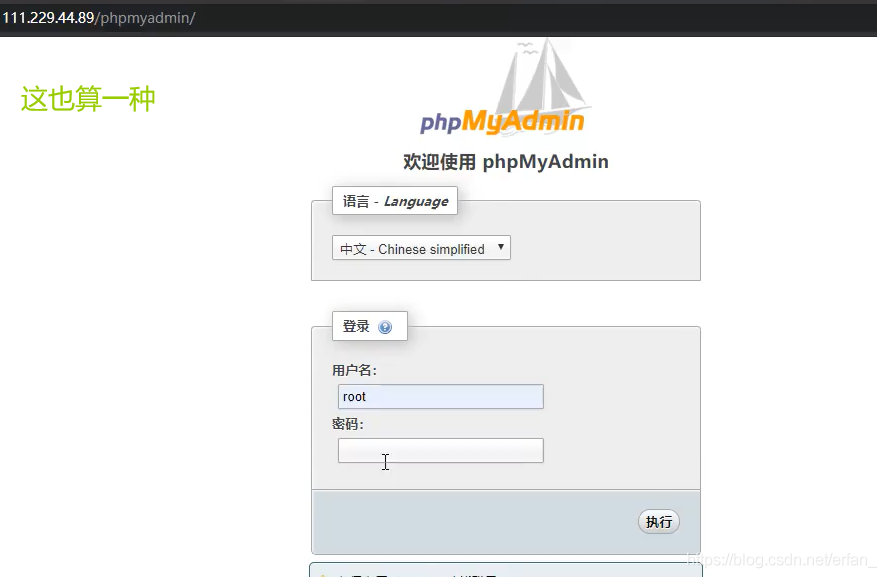 111.229.44.89/phpmyadmin/
这也算一种
phpMyAdmin
欢迎使用 phpMyAdmin
语言 - Language
中文 - Chinese simplified
登录
用户名：
root
密码：
执行
https://blog.csdn.net/erfan_